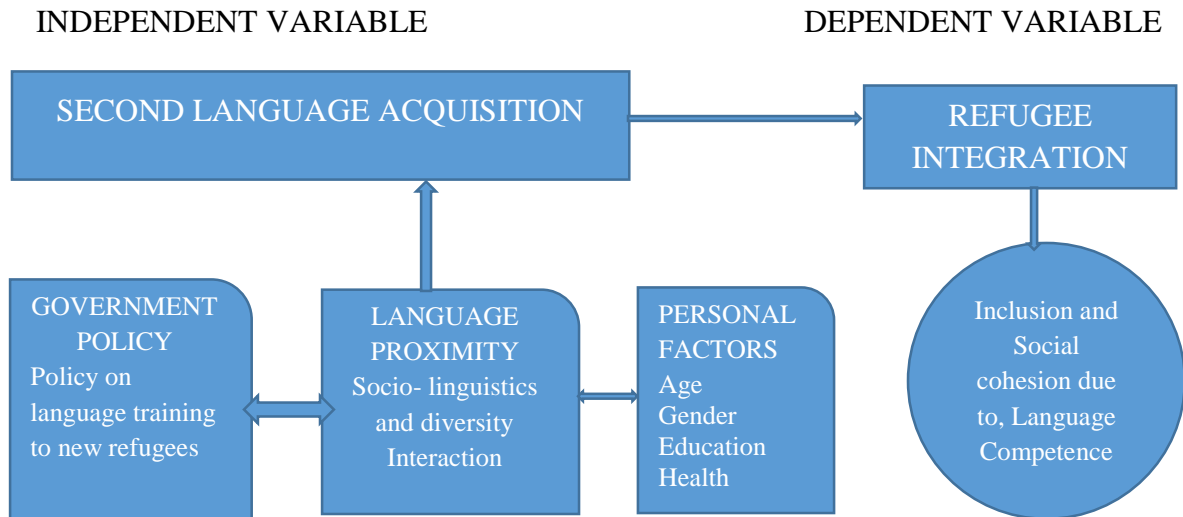 INDEPENDENT VARIABLE
DEPENDENT VARIABLE
SECOND LANGUAGE ACQUISITION
REFUGEE
INTEGRATION
GOVERNMENT
POLICY
Policy on
language training
to new refugees
LANGUAGE
PROXIMITY
Socio- linguistics
and diversity
Interaction
PERSONAL
FACTORS
Age
Gender
Education
Health
Inclusion and
Social
cohesion due
to, Language
Competence